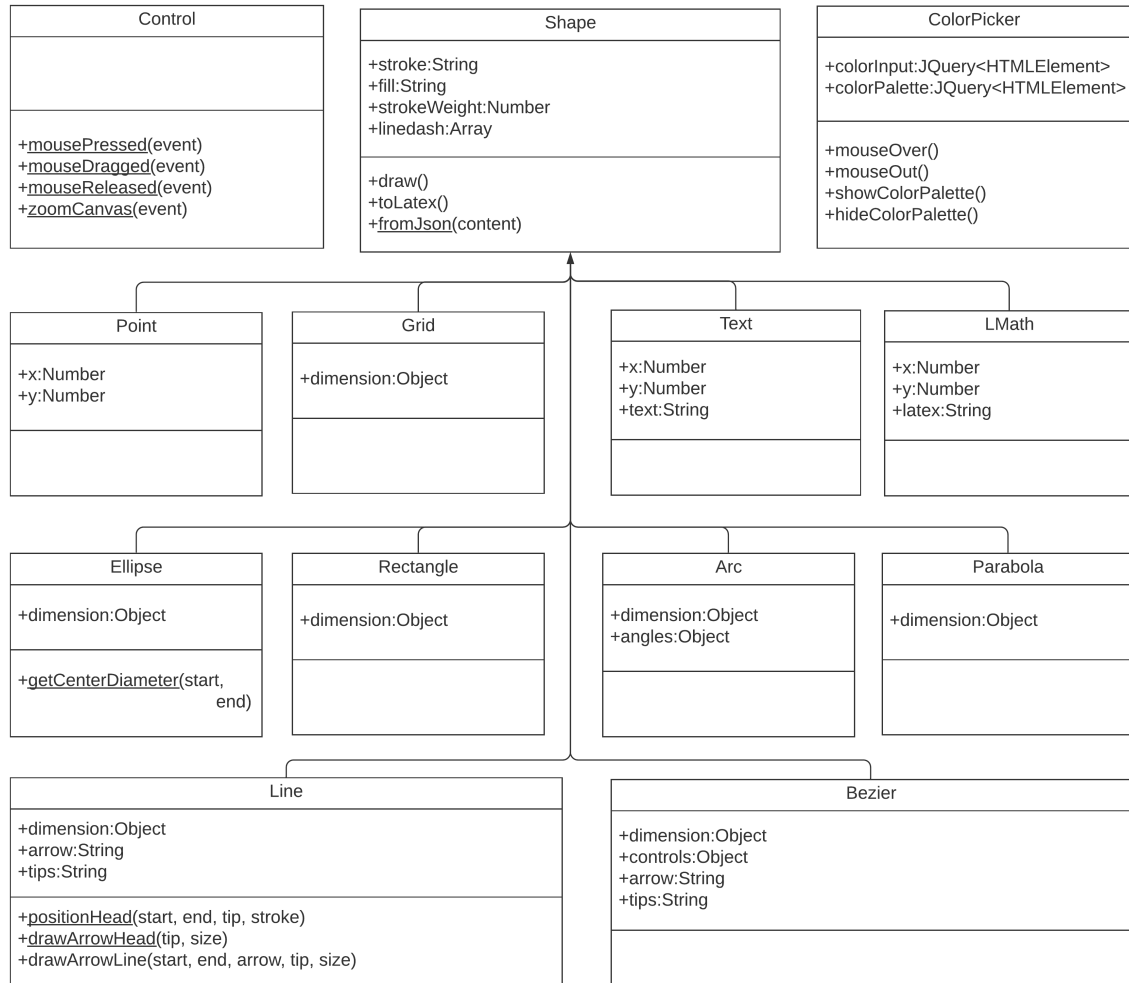 Control
+mousePressed(event)
+mouseDragged(event)
+mouseReleased(event)
+zoomCanvas(event)
Shape
+stroke:String
+fill:String
+strokeWeight:Number
+linedash:Array
+draw()
+toLatex()
+fromJson(content)
ColorPicker
+colorInput:JQuery<HTMLElement>
+colorPalette:JQuery<HTMLElement>
+mouseOver()
+mouseOut()
+showColorPalette()
+hideColorPalette()
Point
+x:Number
+y:Number
Grid
+dimension:Object
Text
+x:Number
+y:Number
+text:String
LMath
+x:Number
+y:Number
+latex:String
Ellipse
+dimension:Object
+getCenterDiameter(start,
end)
Rectangle
+dimension:Object
Arc
+dimension:Object
+angles:Object
Parabola
+dimension:Object
Line
+dimension:Object
+arrow:String
+tips:String
+positionHead(start, end, tip, stroke)
+drawArrowHead(tip, size)
+drawArrowLine(start, end, arrow, tip, size)
Bezier
+dimension:Object
+controls:Object
+arrow:String
+tips:String